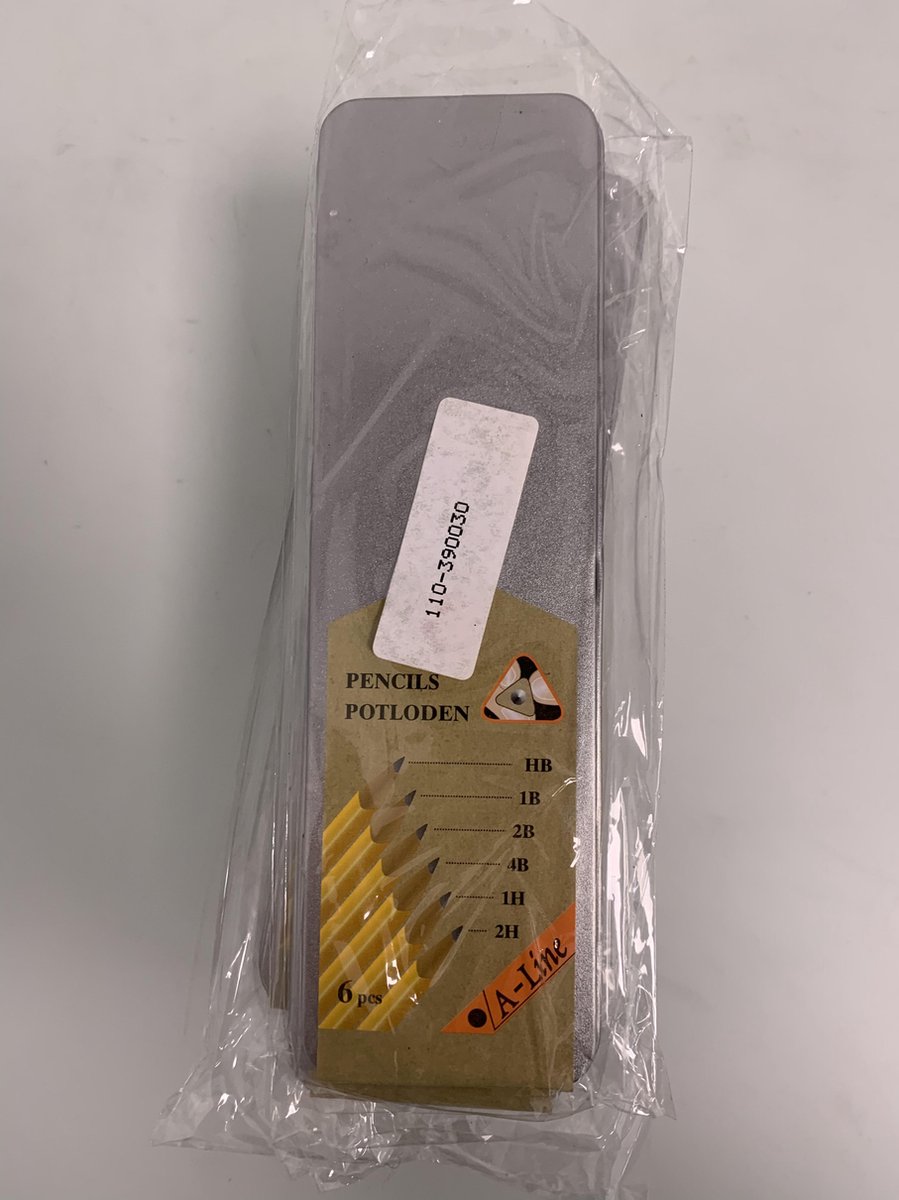 110-390030
PENCILS
POTLODEN
HB
1B
2B
4B
1H
2H
6 pcs
A-Line